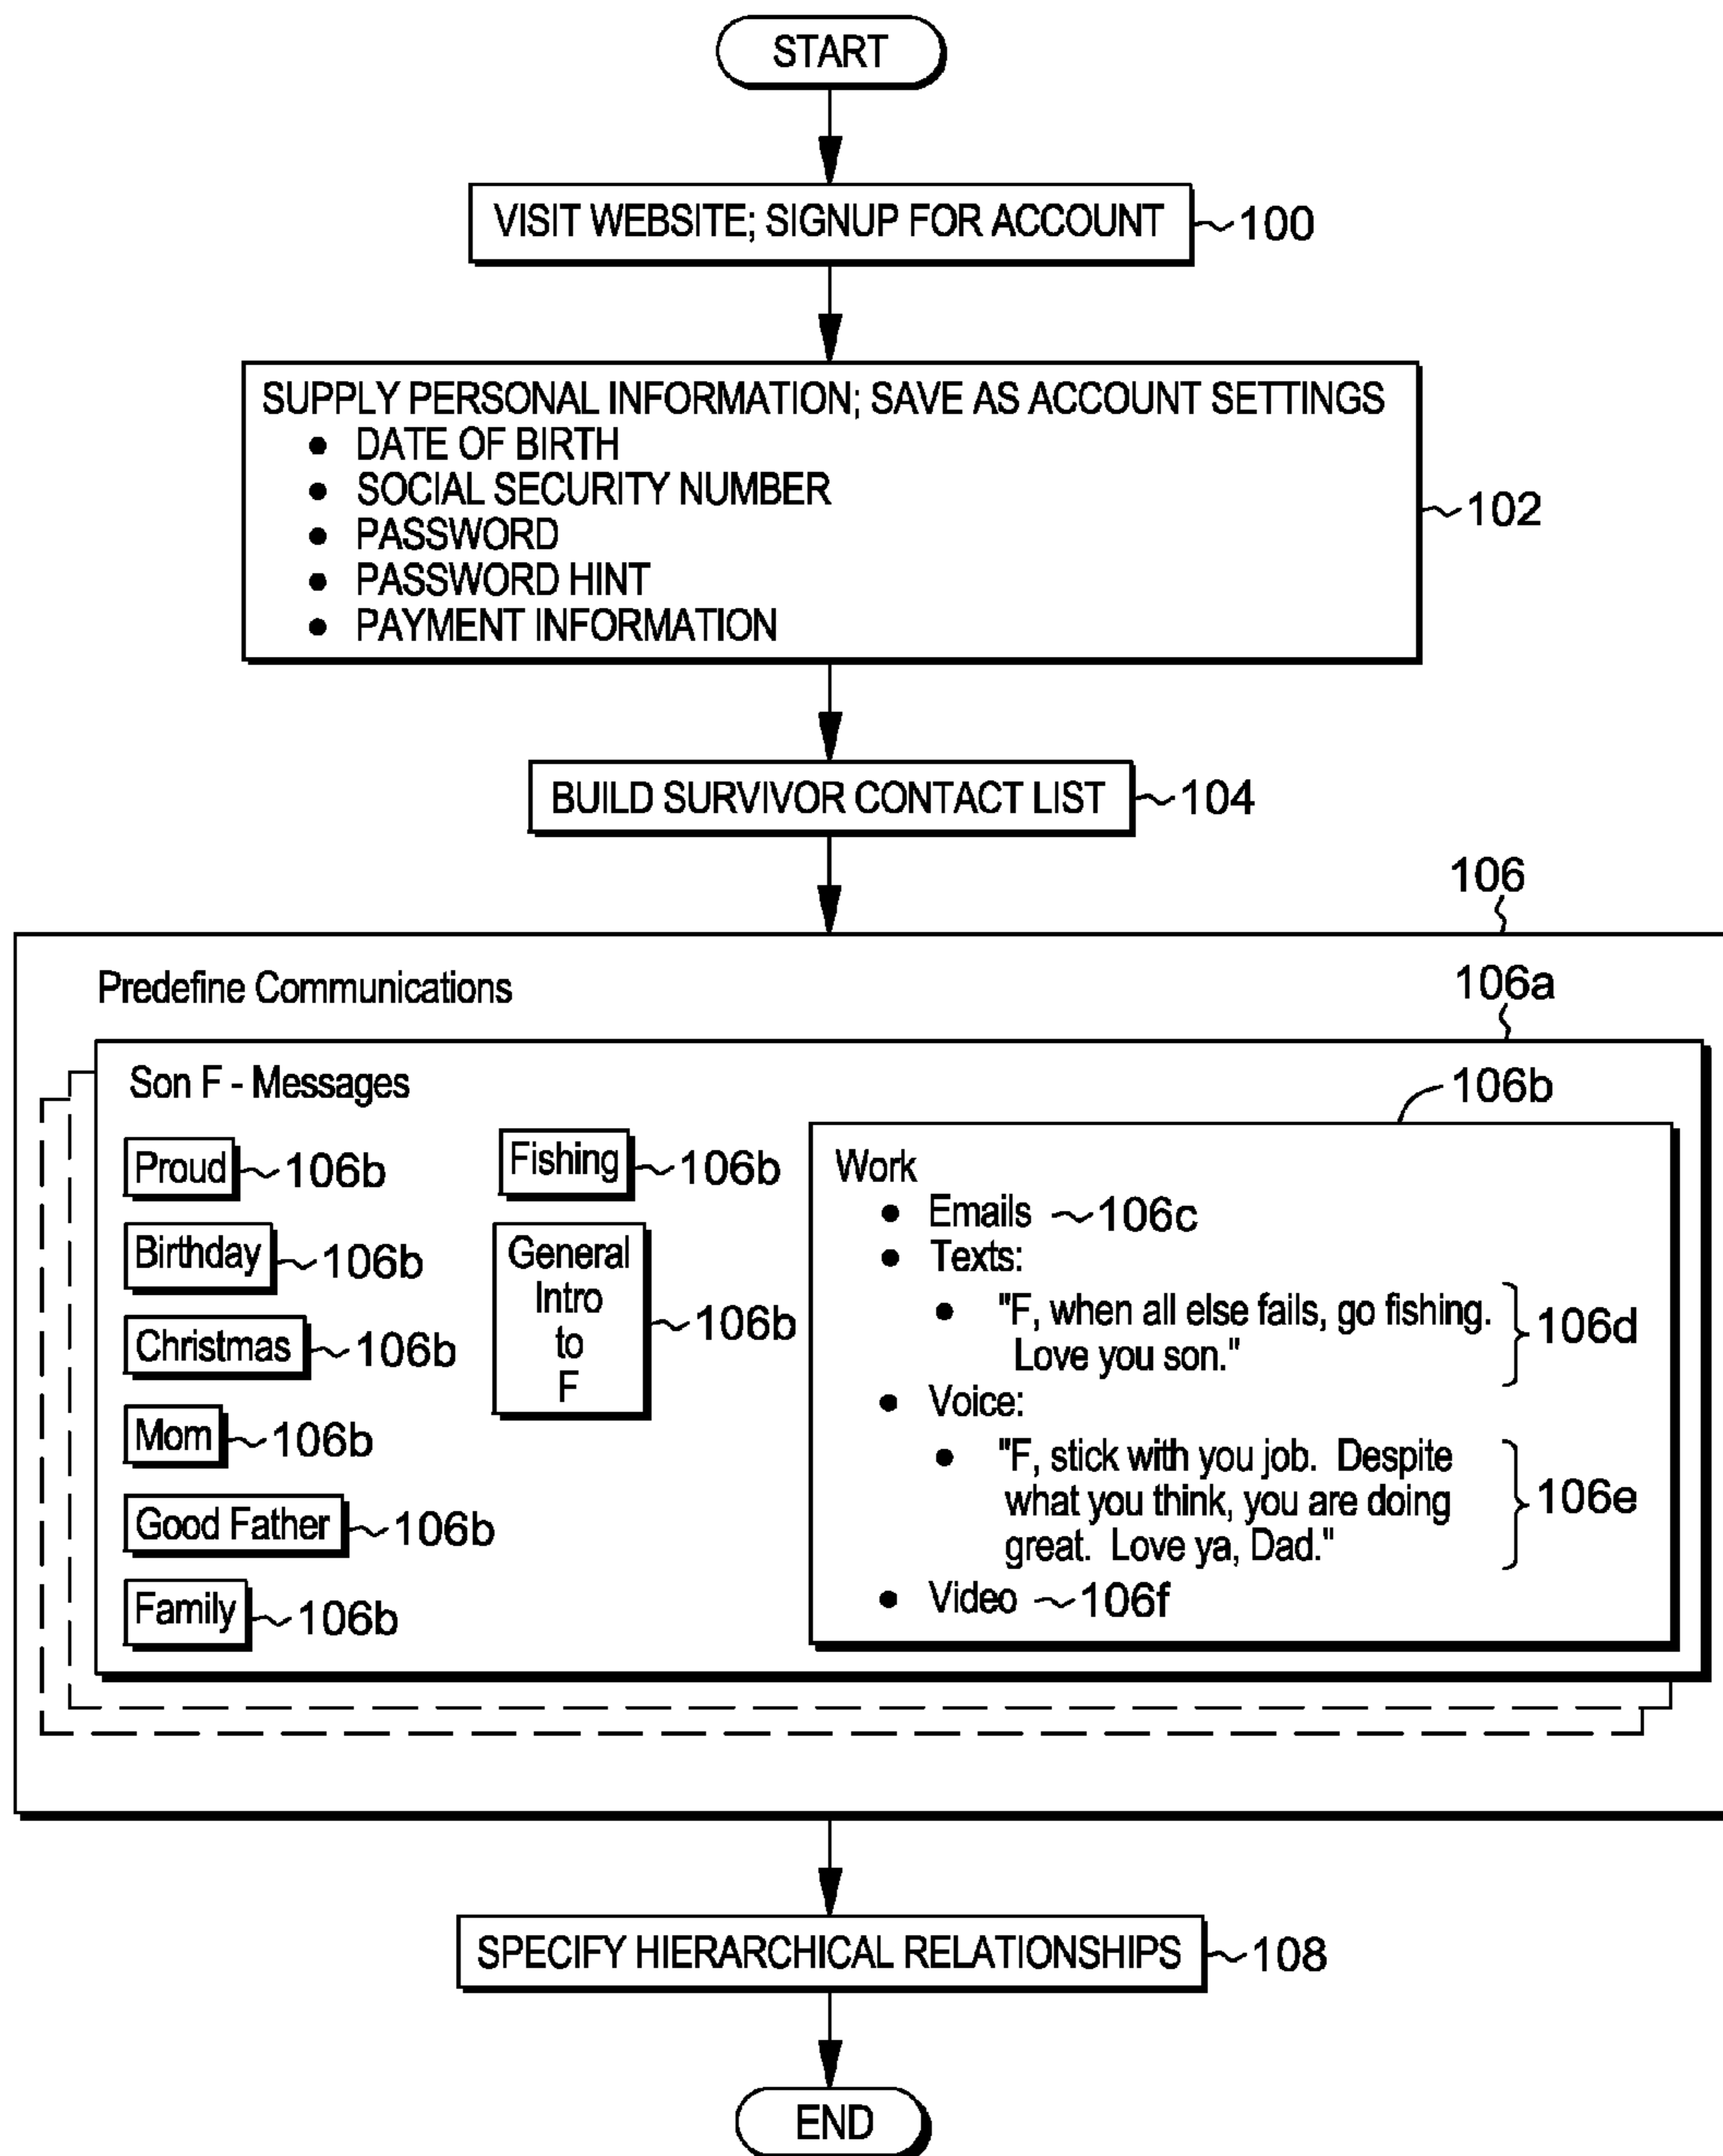 START
VISIT WEBSITE; SIGNUP FOR ACCOUNT
100
SUPPLY PERSONAL INFORMATION; SAVE AS ACCOUNT SETTINGS
• DATE OF BIRTH
• SOCIAL SECURITY NUMBER
• PASSWORD
• PASSWORD HINT
• PAYMENT INFORMATION
102
BUILD SURVIVOR CONTACT LIST
104
106
Predefine Communications
106a
Son F - Messages
Proud
106b
Birthday
106b
Christmas
106b
Mom
106b
Good Father
106b
Family
106b
Fishing
106b
General
Intro
to
F
106b
106b
Work
• Emails
106c
• Texts:
• "F, when all else fails, go fishing.
Love you son."
106d
• Voice:
• "F, stick with you job. Despite
what you think, you are doing
great. Love ya, Dad."
106e
• Video
106f
SPECIFY HIERARCHICAL RELATIONSHIPS
108
END